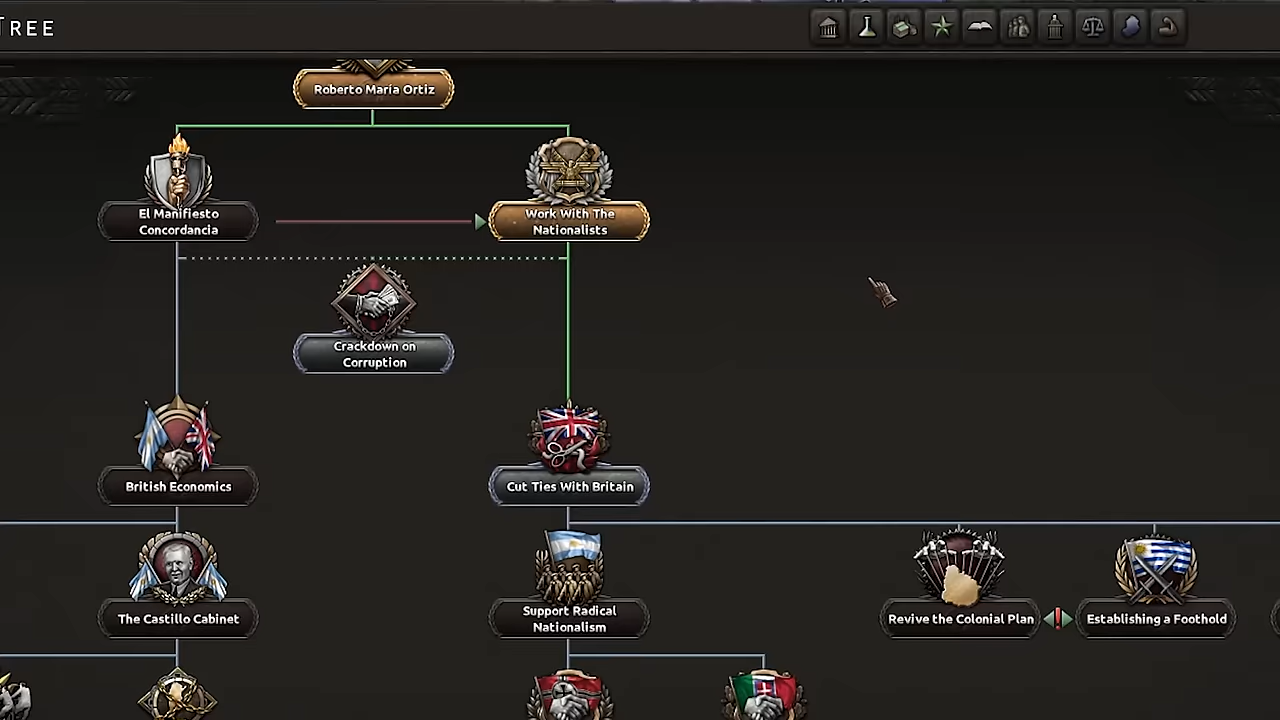 TREE
Roberto María Ortiz
El Manifiesto
Concordancia
Work With The
Nationalists
Crackdown on
Corruption
British Economics
Cut Ties With Britain
The Castillo Cabinet
Support Radical
Nationalism
Revive the Colonial Plan
Establishing a Foothold